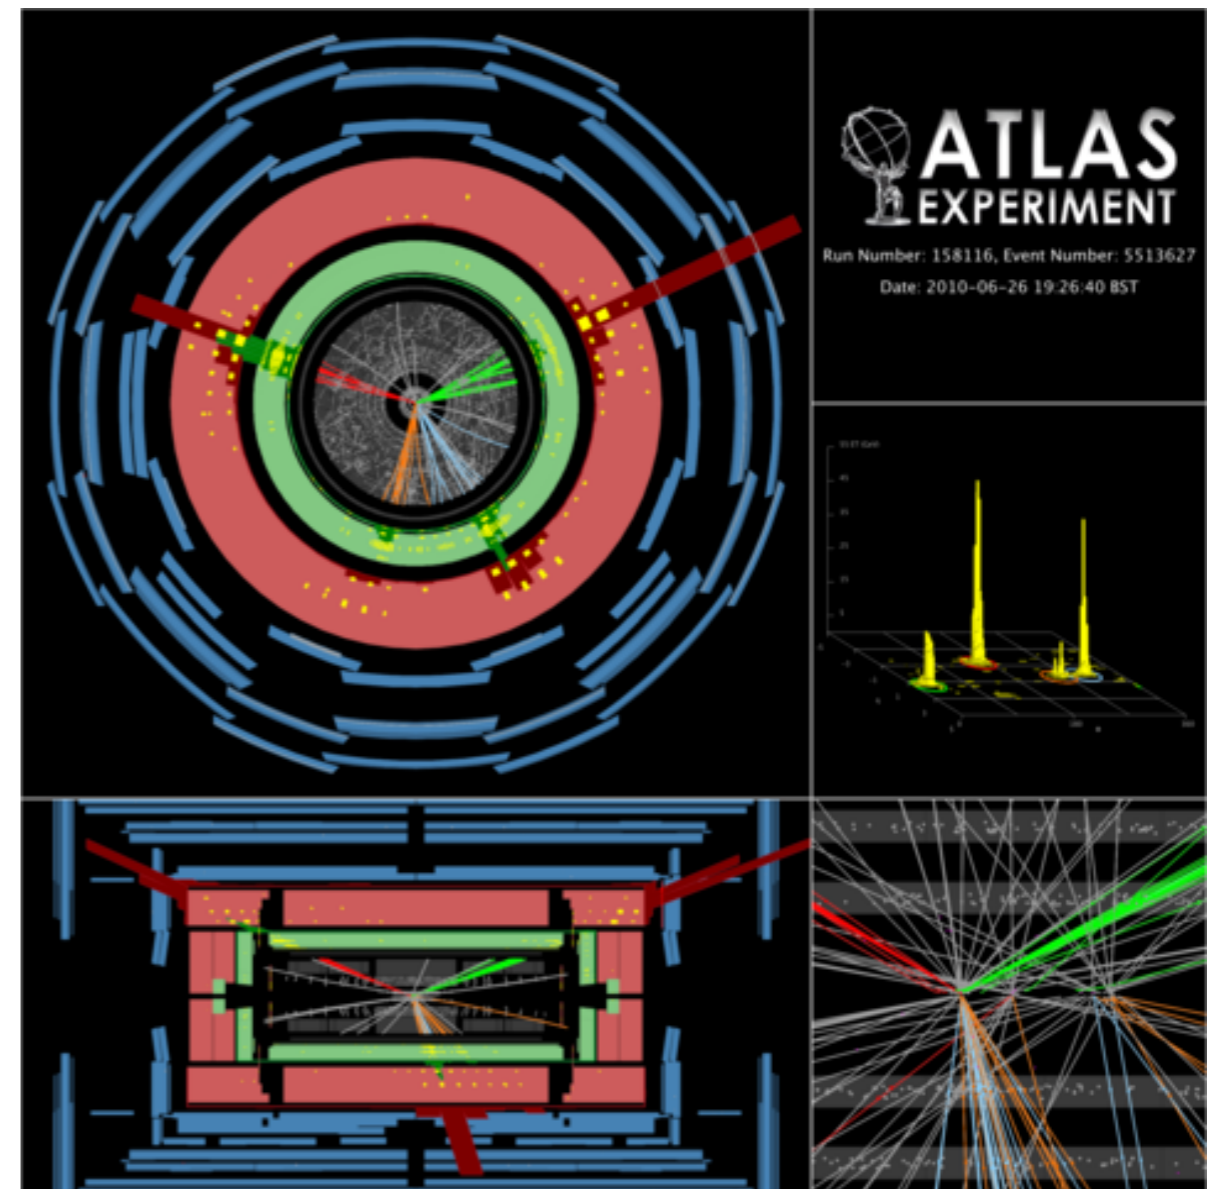 ATLAS
EXPERIMENT
Run Number: 158116, Event Number: 5513627
Date: 2010-06-26 19:26:40 BST